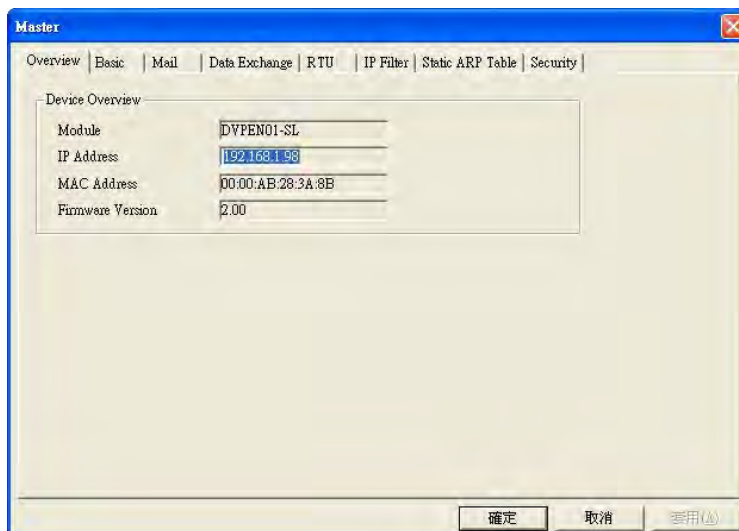 Master
Overview Basic Mail Data Exchange RTU IP Filter Static ARP Table Security
Device Overview
Module DVPEN01-SL
IP Address 192.168.1.98
MAC Address 00:00:AB:28:3A:8B
Firmware Version 2.00
確定 取消 套用(A)